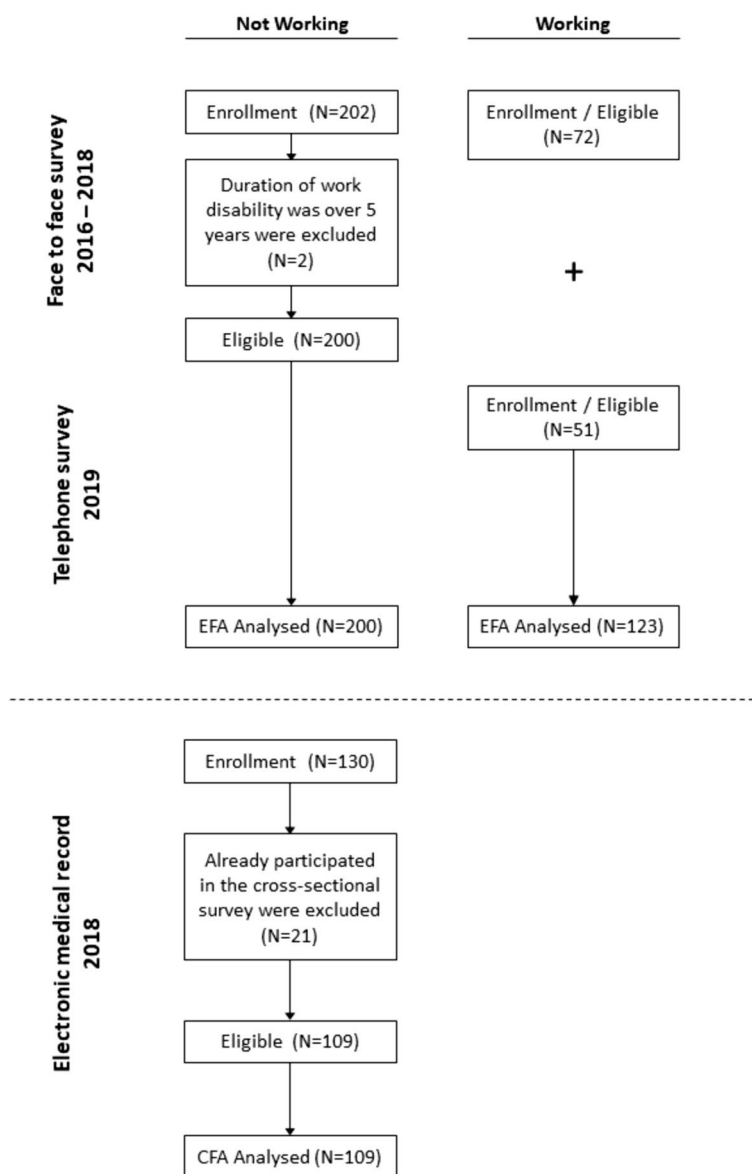 Not Working
Working
Face to face survey
2016 – 2018
Enrollment (N=202)
Enrollment / Eligible
(N=72)
Duration of work
disability was over 5
years were excluded
(N=2)
+
Eligible (N=200)
Telephone survey
2019
Enrollment / Eligible
(N=51)
EFA Analysed (N=200)
EFA Analysed (N=123)
Electronic medical record
2018
Enrollment (N=130)
Already participated
in the cross-sectional
survey were excluded
(N=21)
Eligible (N=109)
CFA Analysed (N=109)